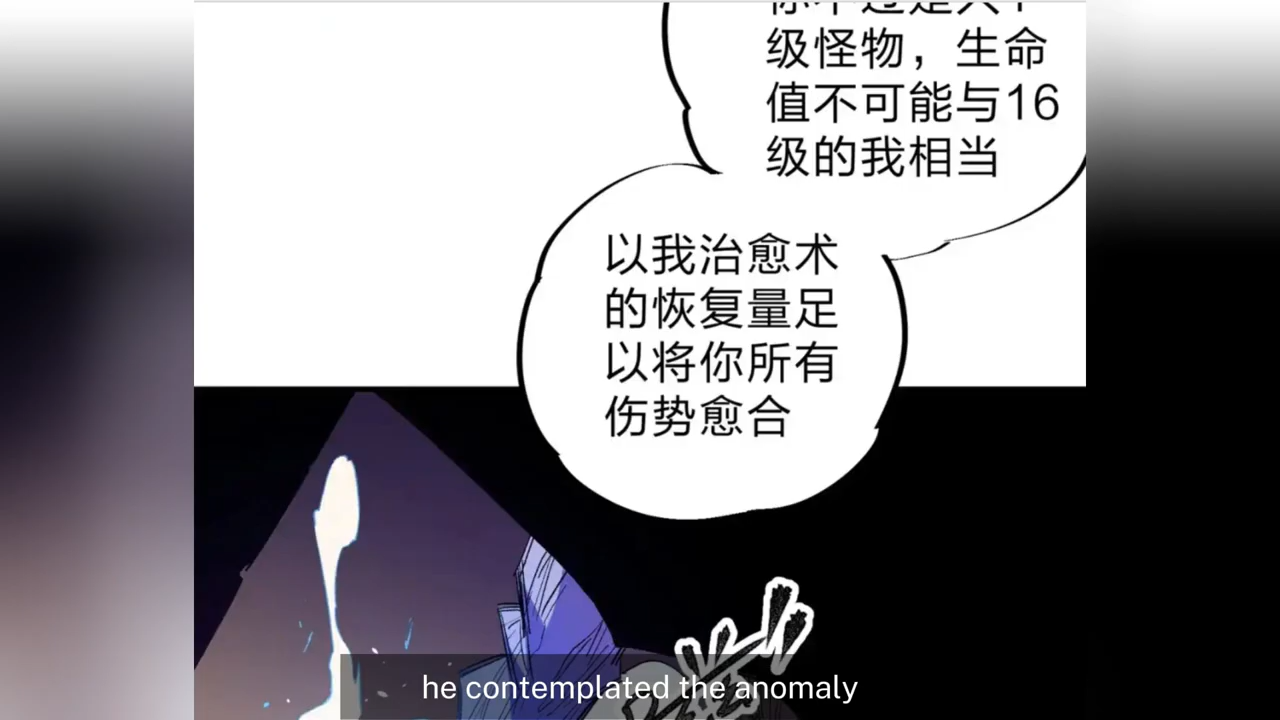 级怪物，生命
值不可能与16
级的我相当
以我治愈术
的恢复量足
以将你所有
伤势愈合
he contemplated the anomaly